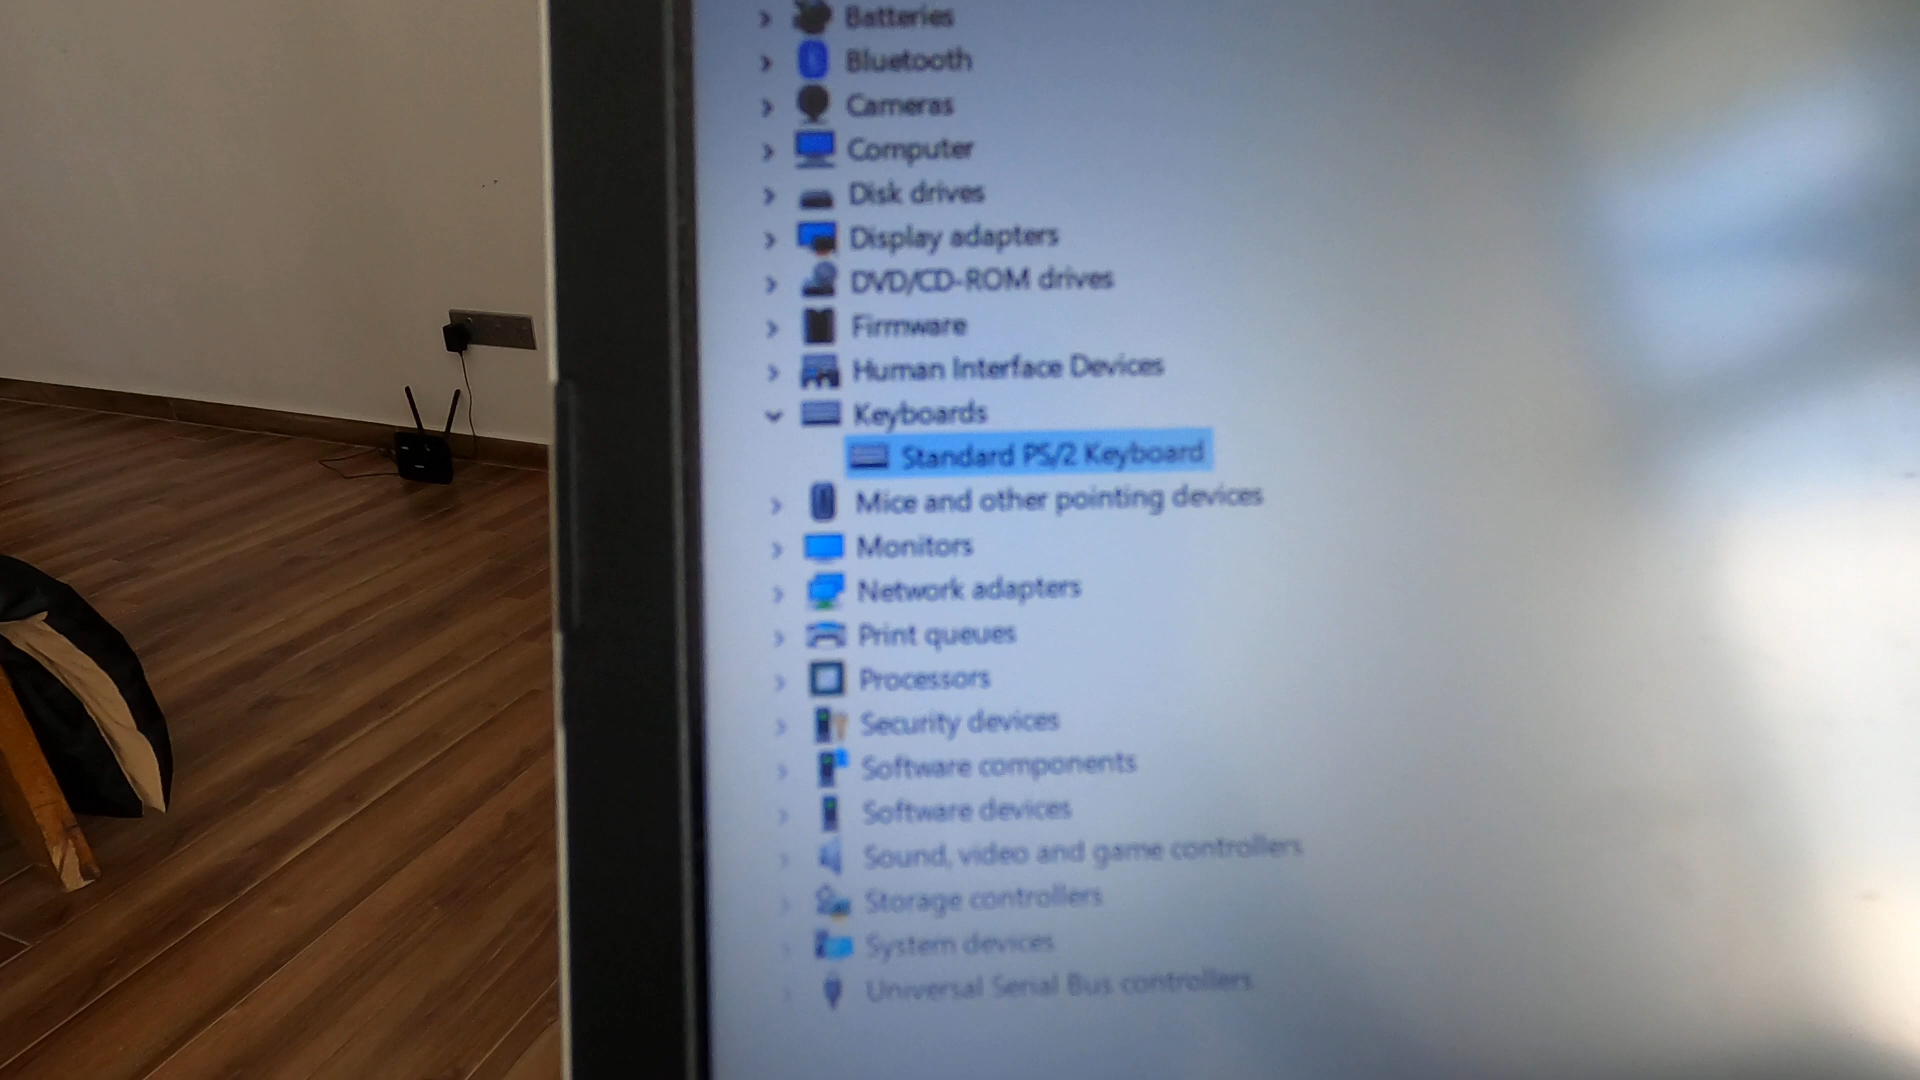 Batteries
Bluetooth
Cameras
Computer
Disk drives
Display adapters
DVD/CD-ROM drives
Firmware
Human Interface Devices
Keyboards
Standard PS/2 Keyboard
Mice and other pointing devices
Monitors
Network adapters
Print queues
Processors
Security devices
Software components
Software devices
Sound, video and game controllers
Storage controllers
System devices
Universal Serial Bus controllers